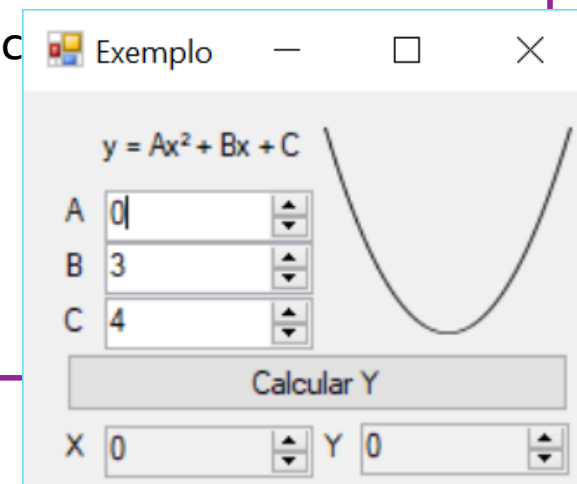 c
Exemplo
y = Ax² + Bx + C
A 0
B 3
C 4
Calcular Y
X 0 Y 0